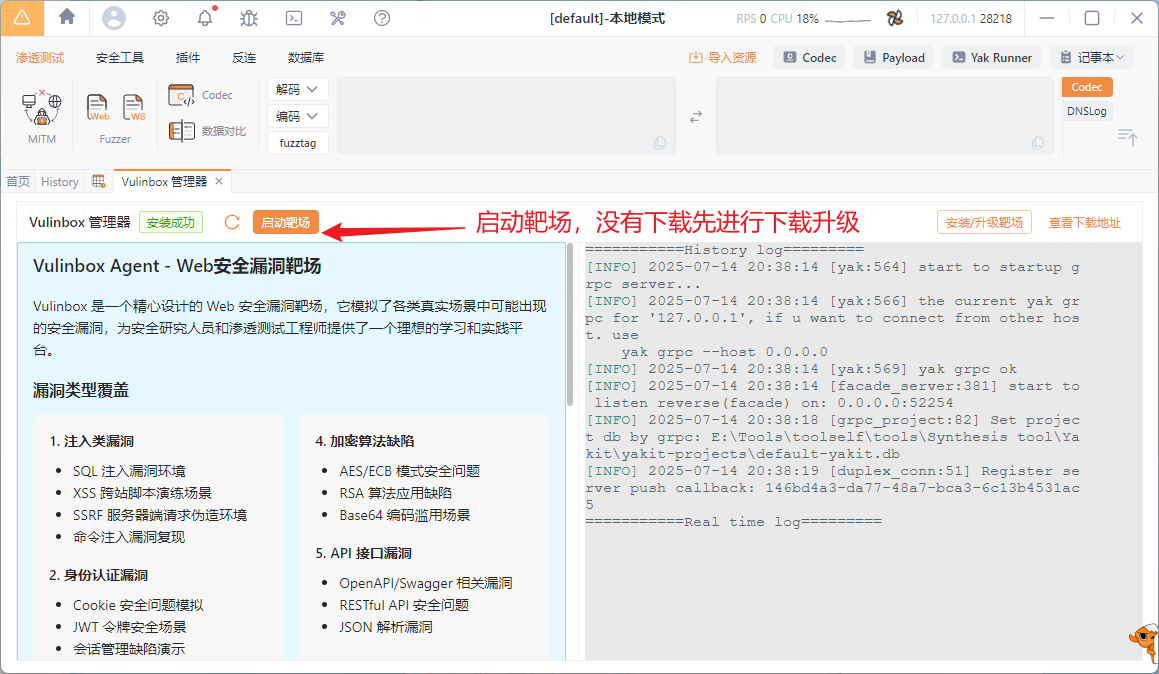 [default]-本地模式
RPS 0 CPU 18%
127.0.0.1 28218
渗透测试 安全工具 插件 反连 数据库
导入资源 Codec Payload Yak Runner 记事本
MITM
Web WS
Fuzzer
Codec
数据对比
解码
编码
fuzztag
Codec
DNSLog
首页 History Vulinbox 管理器
Vulinbox 管理器 安装成功 启动靶场
启动靶场，没有下载先进行下载升级
安装/升级靶场 查看下载地址
Vulinbox Agent - Web安全漏洞靶场
Vulinbox 是一个精心设计的 Web 安全漏洞靶场，它模拟了各类真实场景中可能出现
的安全漏洞，为安全研究人员和渗透测试工程师提供了一个理想的学习和实践平
台。
漏洞类型覆盖
1. 注入类漏洞
SQL 注入漏洞环境
XSS 跨站脚本演练场景
SSRF 服务器端请求伪造环境
命令注入漏洞复现
2. 身份认证漏洞
Cookie 安全问题模拟
JWT 令牌安全场景
会话管理缺陷演示
4. 加密算法缺陷
AES/ECB 模式安全问题
RSA 算法应用缺陷
Base64 编码滥用场景
5. API 接口漏洞
OpenAPI/Swagger 相关漏洞
RESTful API 安全问题
JSON 解析漏洞
===========History log=========
[INFO] 2025-07-14 20:38:14 [yak:564] start to startup g
rpc server...
[INFO] 2025-07-14 20:38:14 [yak:566] the current yak gr
pc for '127.0.0.1', if u want to connect from other hos
t. use
yak grpc --host 0.0.0.0
[INFO] 2025-07-14 20:38:14 [yak:569] yak grpc ok
[INFO] 2025-07-14 20:38:14 [facade_server:381] start to
listen reverse(facade) on: 0.0.0.0:52254
[INFO] 2025-07-14 20:38:18 [grpc_project:82] Set projec
t db by grpc: E:\Tools\toolself\tools\Synthesis tool\Ya
kit\yakit-projects\default-yakit.db
[INFO] 2025-07-14 20:38:19 [duplex_conn:51] Register se
rver push callback: 146bd4a3-da77-48a7-bca3-6c13b4531ac
5
===========Real time log=========